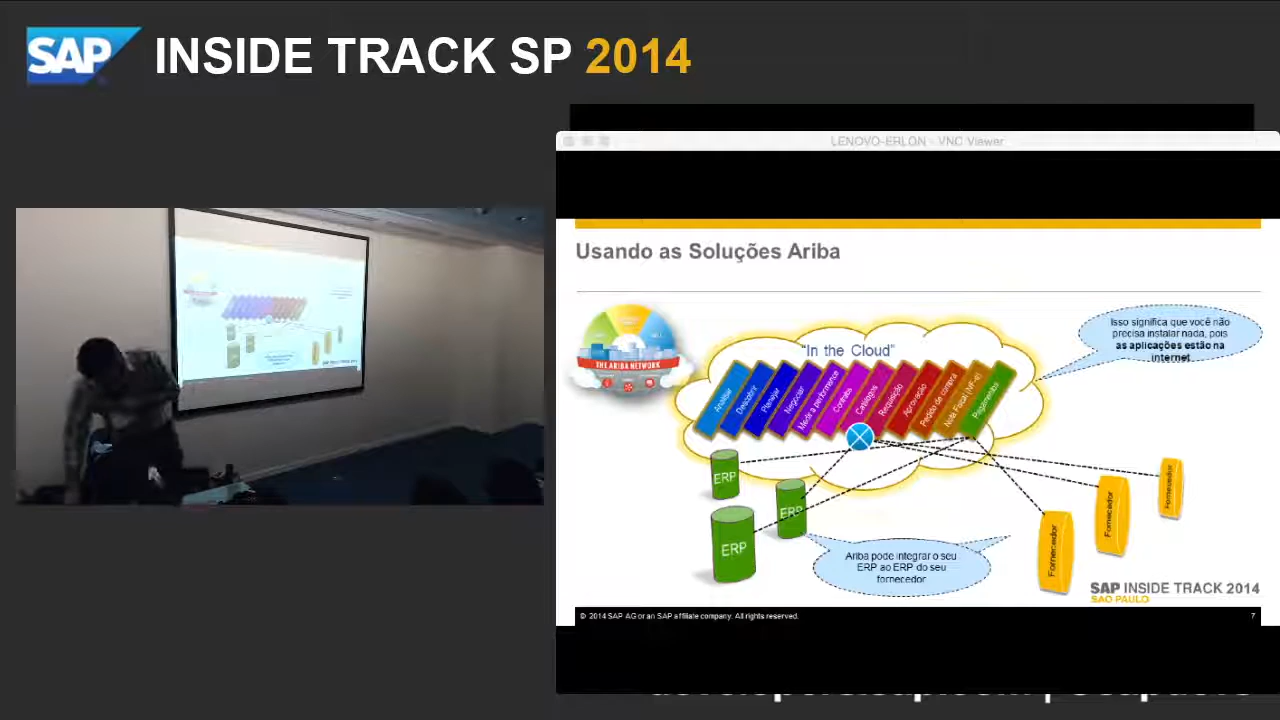 SAP INSIDE TRACK SP 2014
LENOVO-ERLON - VNC Viewer
Usando as Soluções Ariba
THE ARIBA NETWORK
"In the Cloud"
Isso significa que você não
precisa instalar nada, pois
as aplicações estão na
internet
Analisar
Descobrir
Planejar
Negociar
Medir a performance
Contrato
Catálogos
Requisição
Aprovação
Pedido de compra
Nota Fiscal (NF-e)
Pagamentos
ERP
ERP
ERP
Fornecedor
Fornecedor
Fornecedor
Ariba pode integrar o seu
ERP ao ERP do seu
fornecedor
SAP INSIDE TRACK 2014
SAO PAULO
© 2014 SAP AG or an SAP affiliate company. All rights reserved.
7